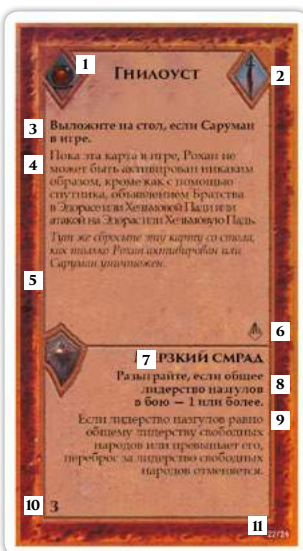 1
Гнилоуст
2
3 Выложите на стол, если Саруман
в игре.
4 Пока эта карта в игре, Рохан не
может быть активирован никаким
образом, кроме как с помощью
спутника, объявлением Братства
в Эдорасе или Хельмовой Пади или
атакой на Эдорас или Хельмову Падь.
Тут же сбросьте эту карту со стола,
как только Рохан активирован или
Саруман уничтожен.
5
6
7 РЗКИЙ СМРАД
Разыграйте, если общее
лидерство назгулов 8
в бою — 1 или более.
Если лидерство назгулов равно 9
общему лидерству свободных
народов или превышает его,
переброс за лидерство свободных
народов отменяется.
10 3
11 22/24